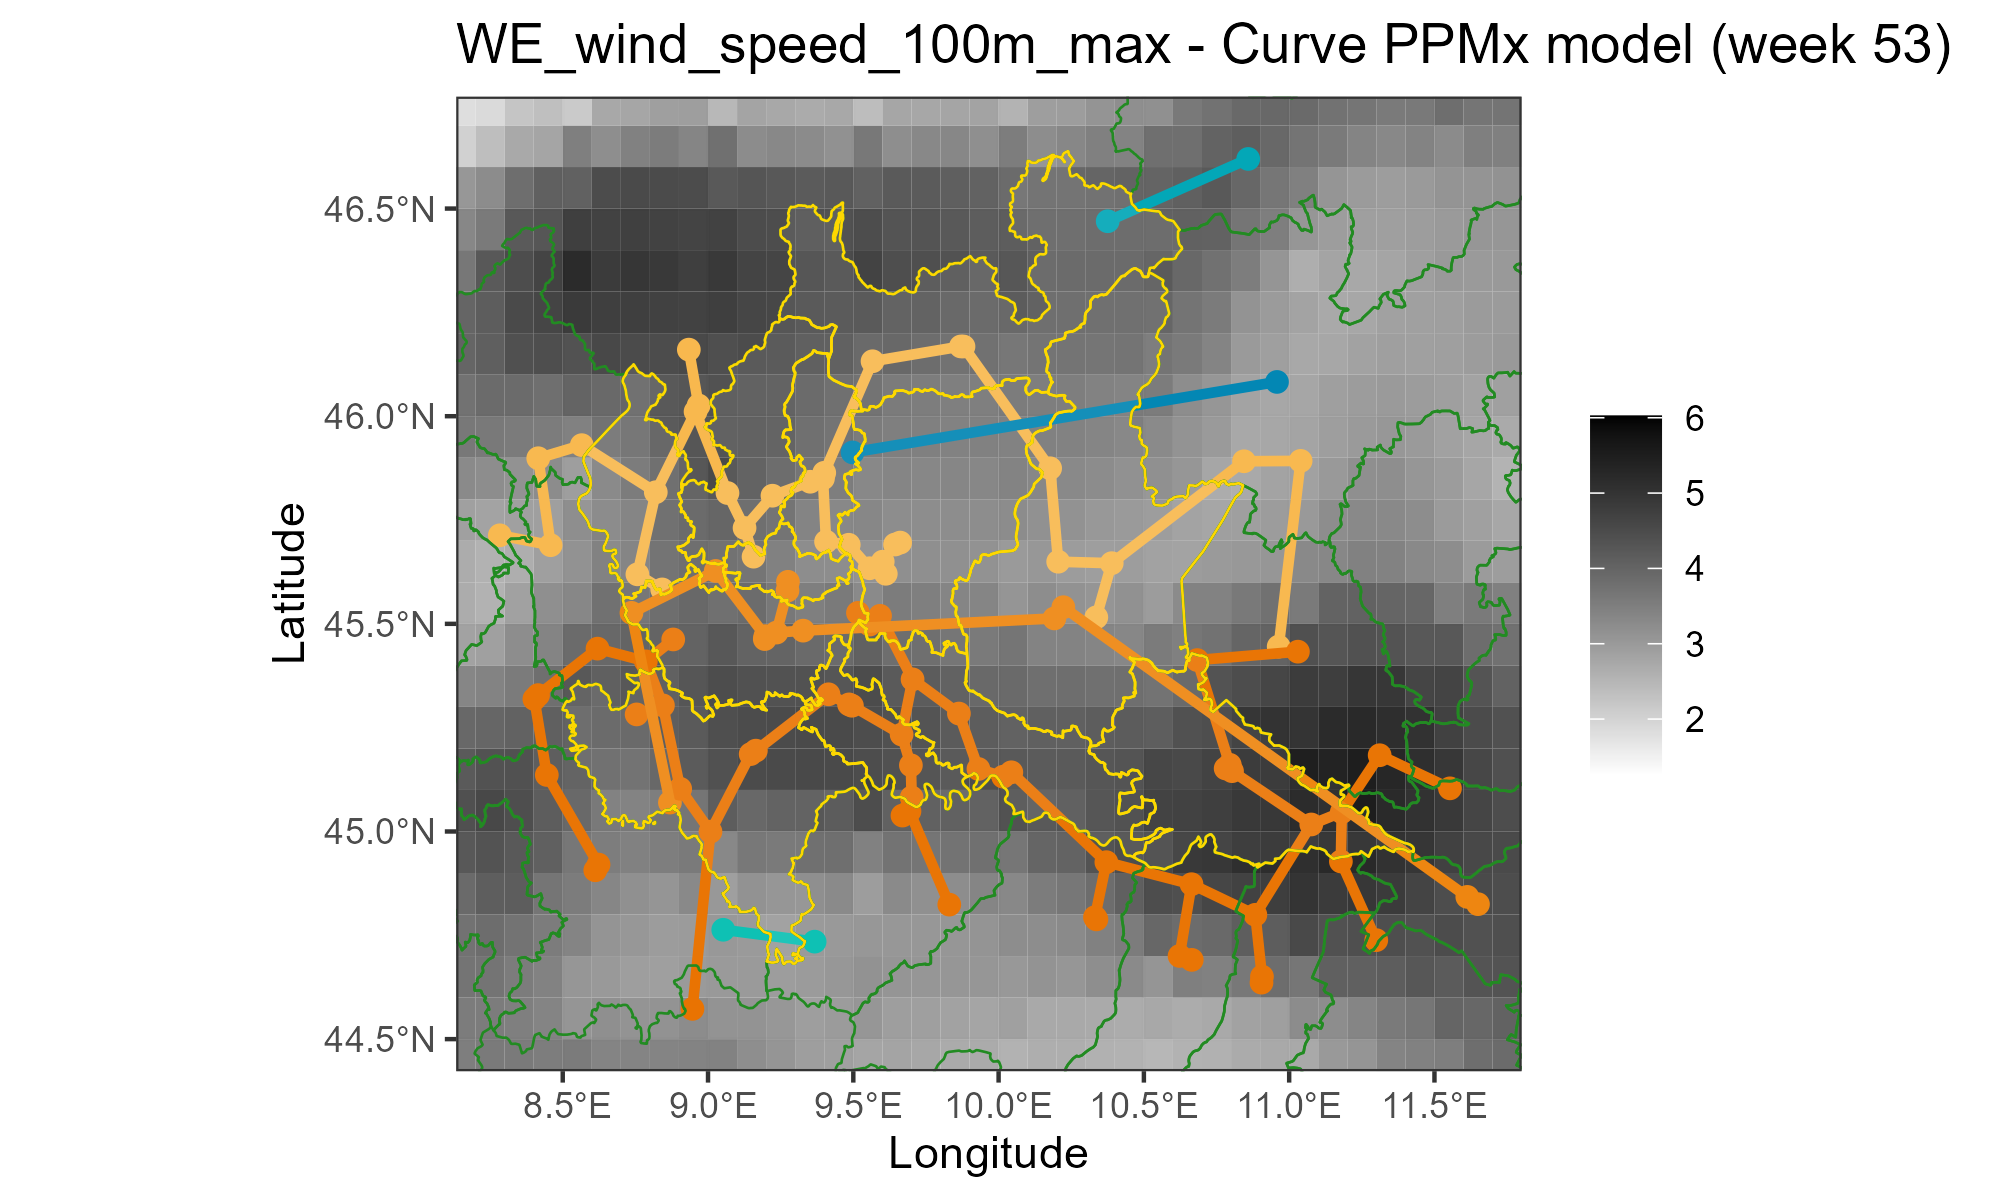 WE_wind_speed_100m_max - Curve PPMx model (week 53)
46.5°N
46.0°N
45.5°N
45.0°N
44.5°N
Latitude
8.5°E
9.0°E
9.5°E
10.0°E
10.5°E
11.0°E
11.5°E
Longitude
6
5
4
3
2